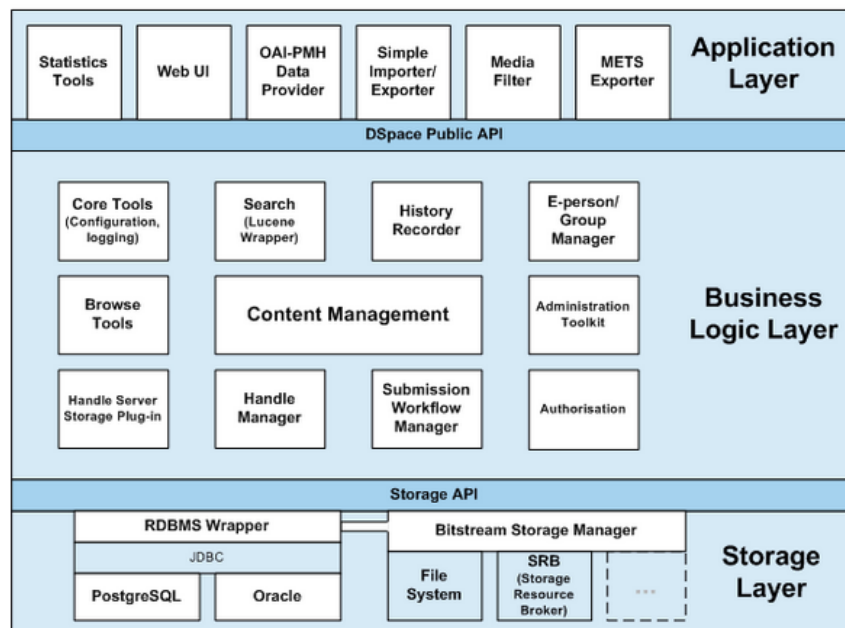 Statistics
Tools
Web UI
OAI-PMH
Data
Provider
Simple
Importer/
Exporter
Media
Filter
METS
Exporter
Application
Layer
DSpace Public API
Core Tools
(Configuration,
logging)
Search
(Lucene
Wrapper)
History
Recorder
E-person/
Group
Manager
Browse
Tools
Content Management
Administration
Toolkit
Business
Logic Layer
Handle Server
Storage Plug-in
Handle
Manager
Submission
Workflow
Manager
Authorisation
Storage API
RDBMS Wrapper
JDBC
PostgreSQL
Oracle
Bitstream Storage Manager
File
System
SRB
(Storage
Resource
Broker)
...
Storage
Layer